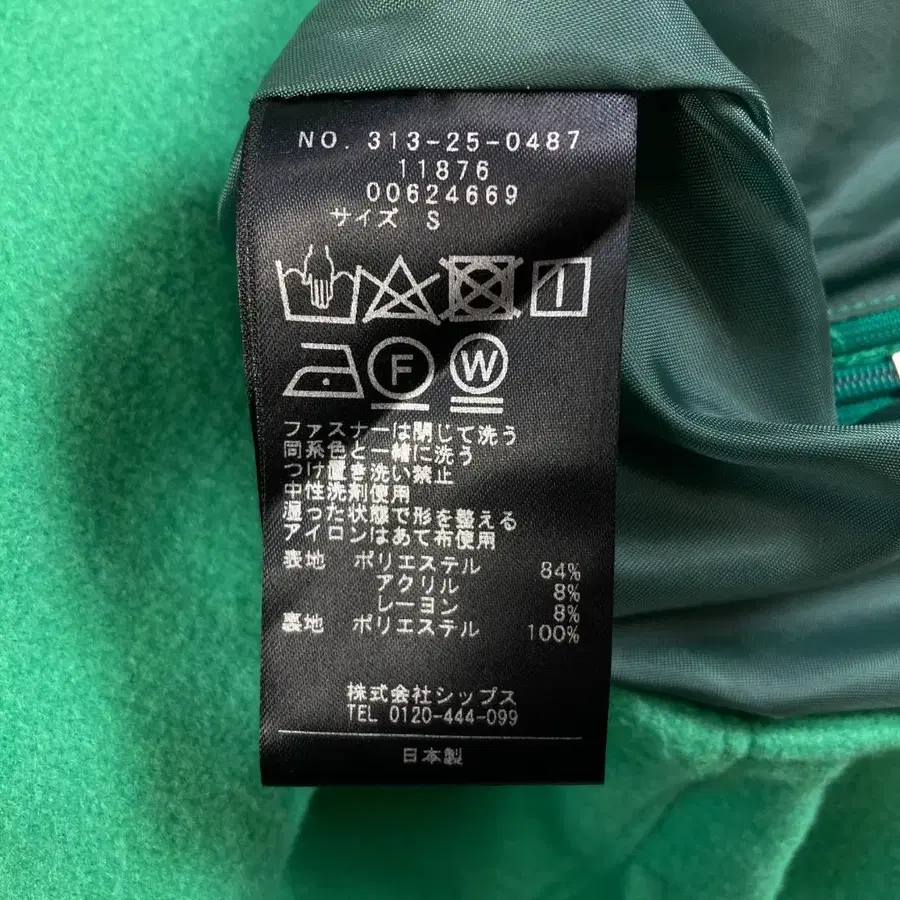 NO. 313-25-0487
11876
00624669
サイズ S
F W
ファスナーは閉じて洗う
同系色と一緒に洗う
つけ置き洗い禁止
中性洗剤使用
湿った状態で形を整える
アイロンはあて布使用
表地 ポリエステル 84%
アクリル 8%
レーヨン 8%
裏地 ポリエステル 100%
株式会社シップス
TEL 0120-444-099
日本製